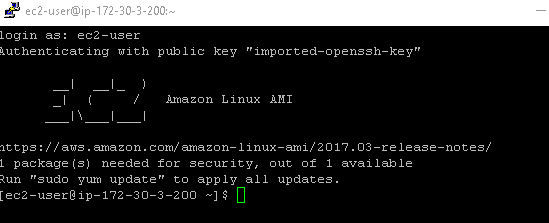 ec2-user@ip-172-30-3-200:~
login as: ec2-user
Authenticating with public key "imported-openssh-key"
__|  __|_  )
_|  (     /   Amazon Linux AMI
___|\___|___|
https://aws.amazon.com/amazon-linux-ami/2017.03-release-notes/
1 package(s) needed for security, out of 1 available
Run "sudo yum update" to apply all updates.
[ec2-user@ip-172-30-3-200 ~]$